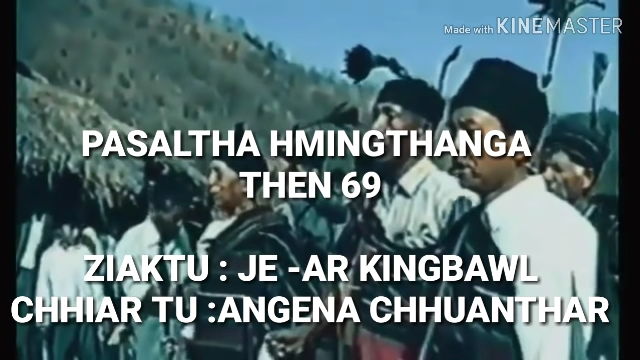 Made with KINEMASTER
PASALTHA HMINGTHANGA
THEN 69
ZIAKTU : JE -AR KINGBAWL
CHHIAR TU :ANGENA CHHUANTHAR